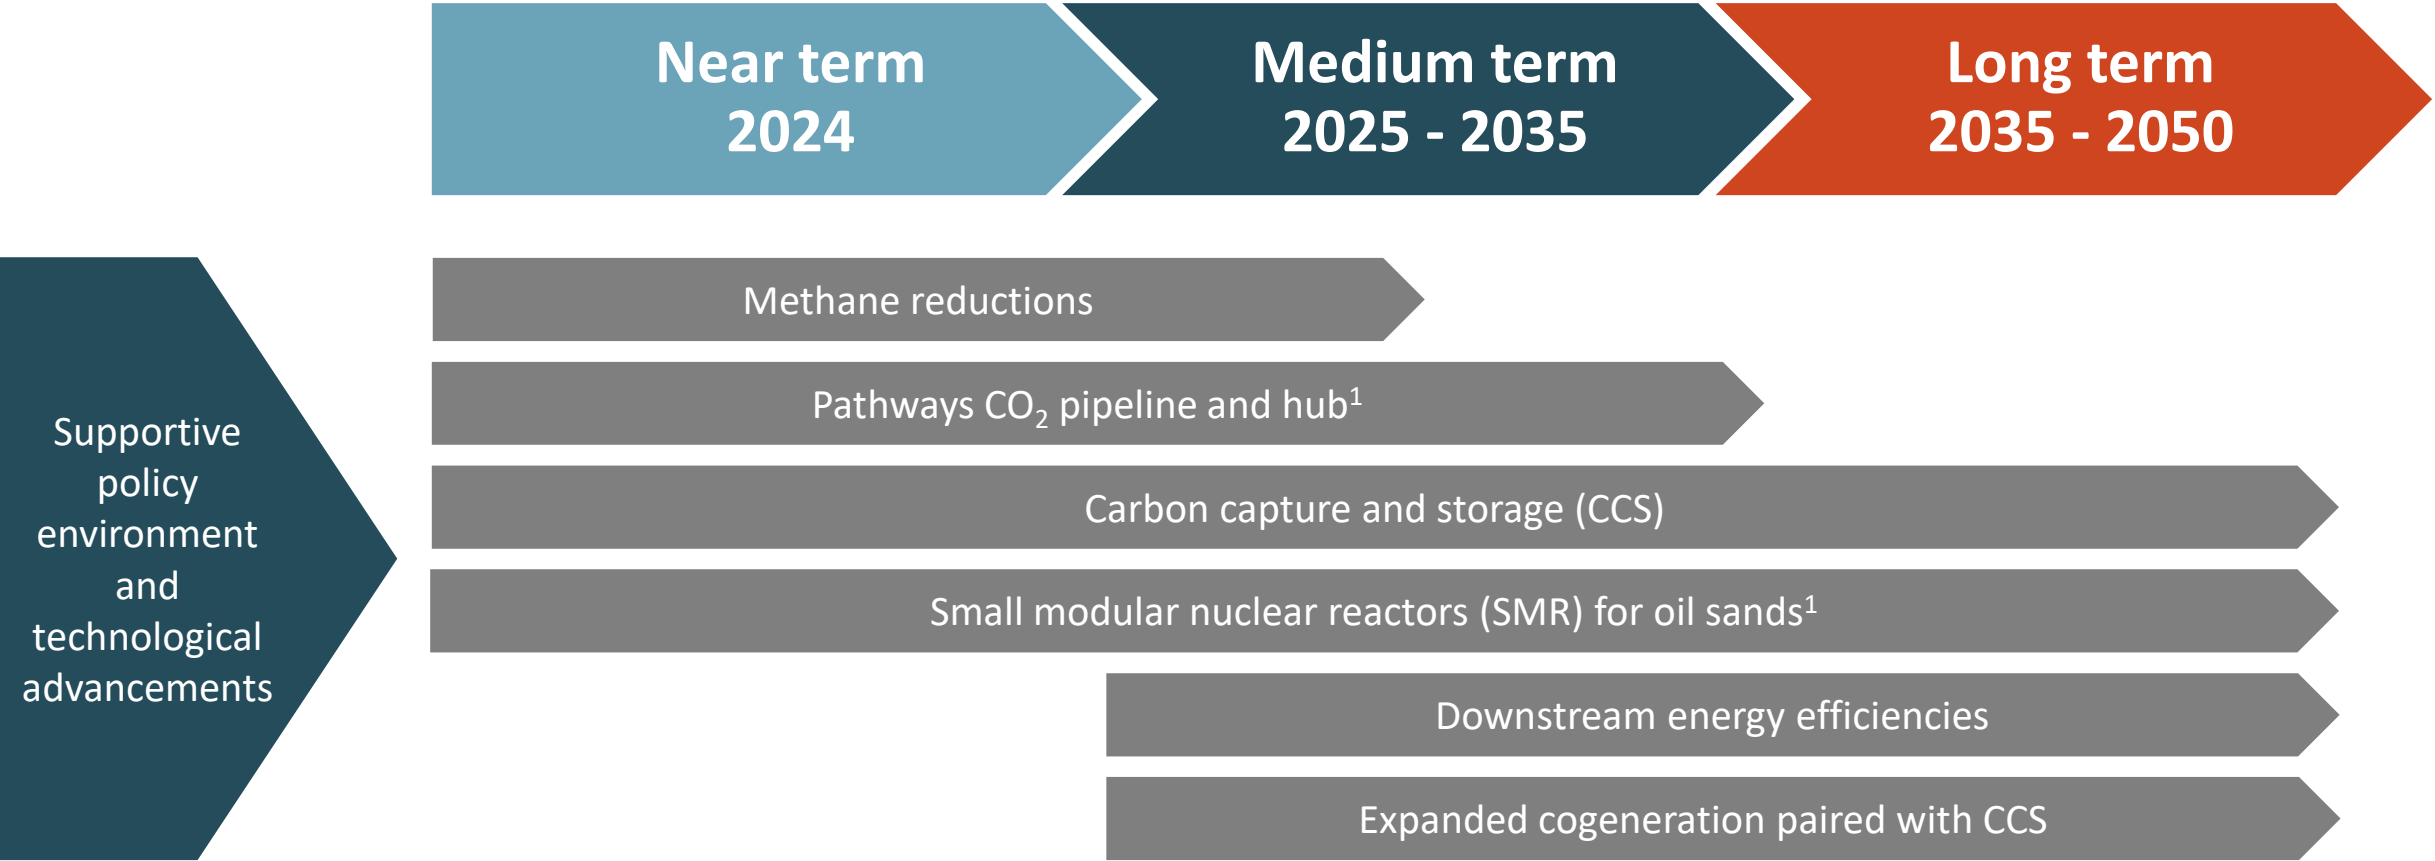 Near term
2024
Medium term
2025 - 2035
Long term
2035 - 2050
Supportive
policy
environment
and
technological
advancements
Methane reductions
Pathways CO₂ pipeline and hub¹
Carbon capture and storage (CCS)
Small modular nuclear reactors (SMR) for oil sands¹
Downstream energy efficiencies
Expanded cogeneration paired with CCS